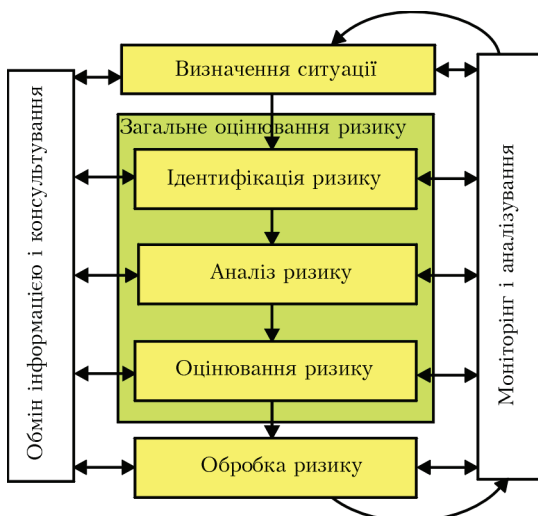 Визначення ситуації
Загальне оцінювання ризику
Ідентифікація ризику
Аналіз ризику
Оцінювання ризику
Обробка ризику
Обмін інформацією і консультування
Моніторінг і аналізування